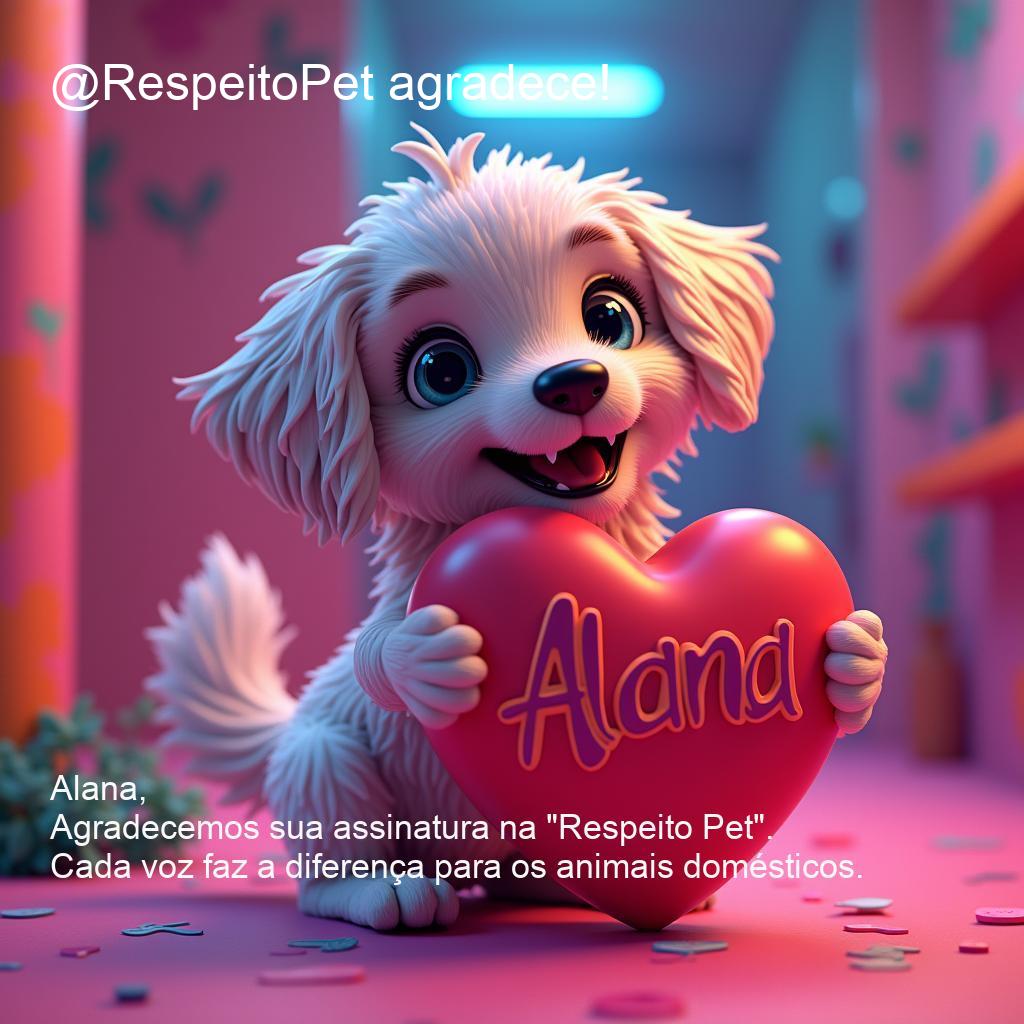 @RespeitoPet agradece!
Alana
Alana,
Agradecemos sua assinatura na "Respeito Pet".
Cada voz faz a diferença para os animais domésticos.